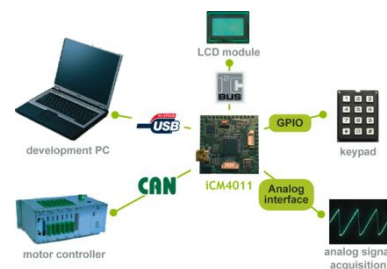 LCD module
I²C
BUS
USB
GPIO
development PC
keypad
CAN
iCM4011
Analog
interface
motor controller
analog signal
acquisition